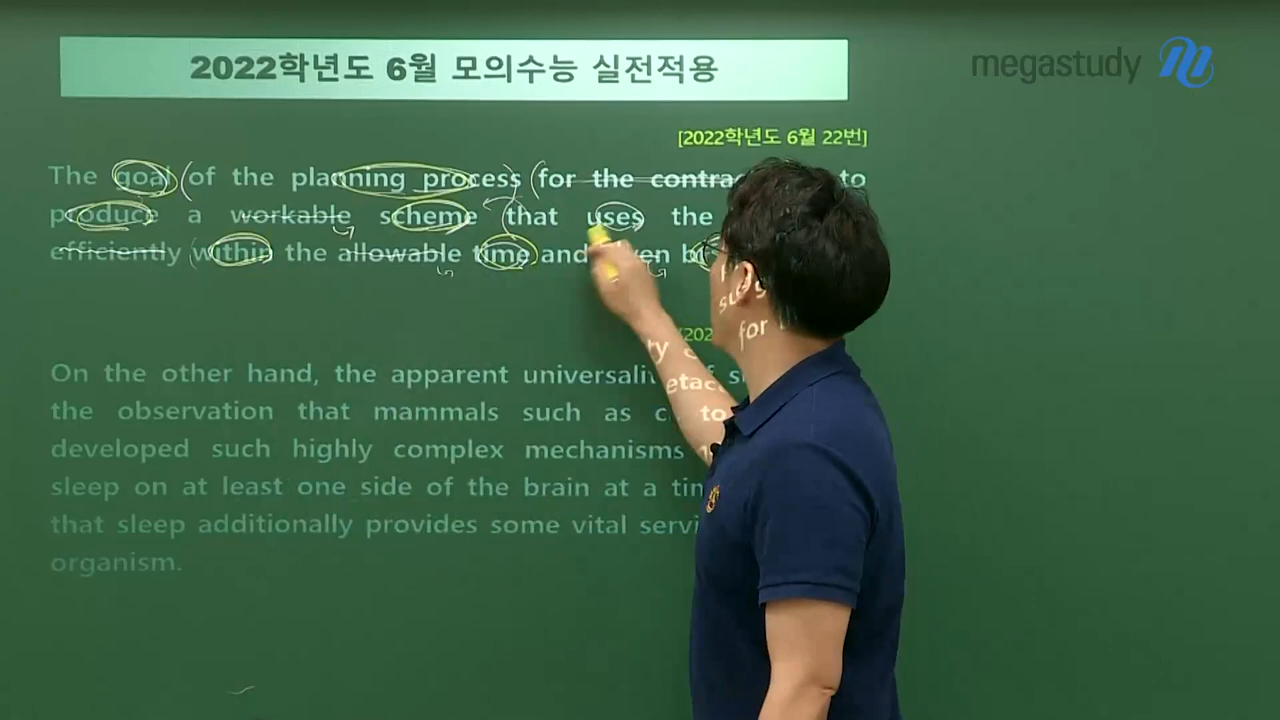 2022학년도 6월 모의수능 실전적용
megastudy
[2022학년도 6월 22번]
The goal of the planning process for the to
produce a workable scheme that uses the
efficiently within the allowable time and
On the other hand, the apparent
the observation that mammals such as
developed such highly complex mechanisms
sleep on at least one side of the brain at a
that sleep additionally provides some vital
organism.